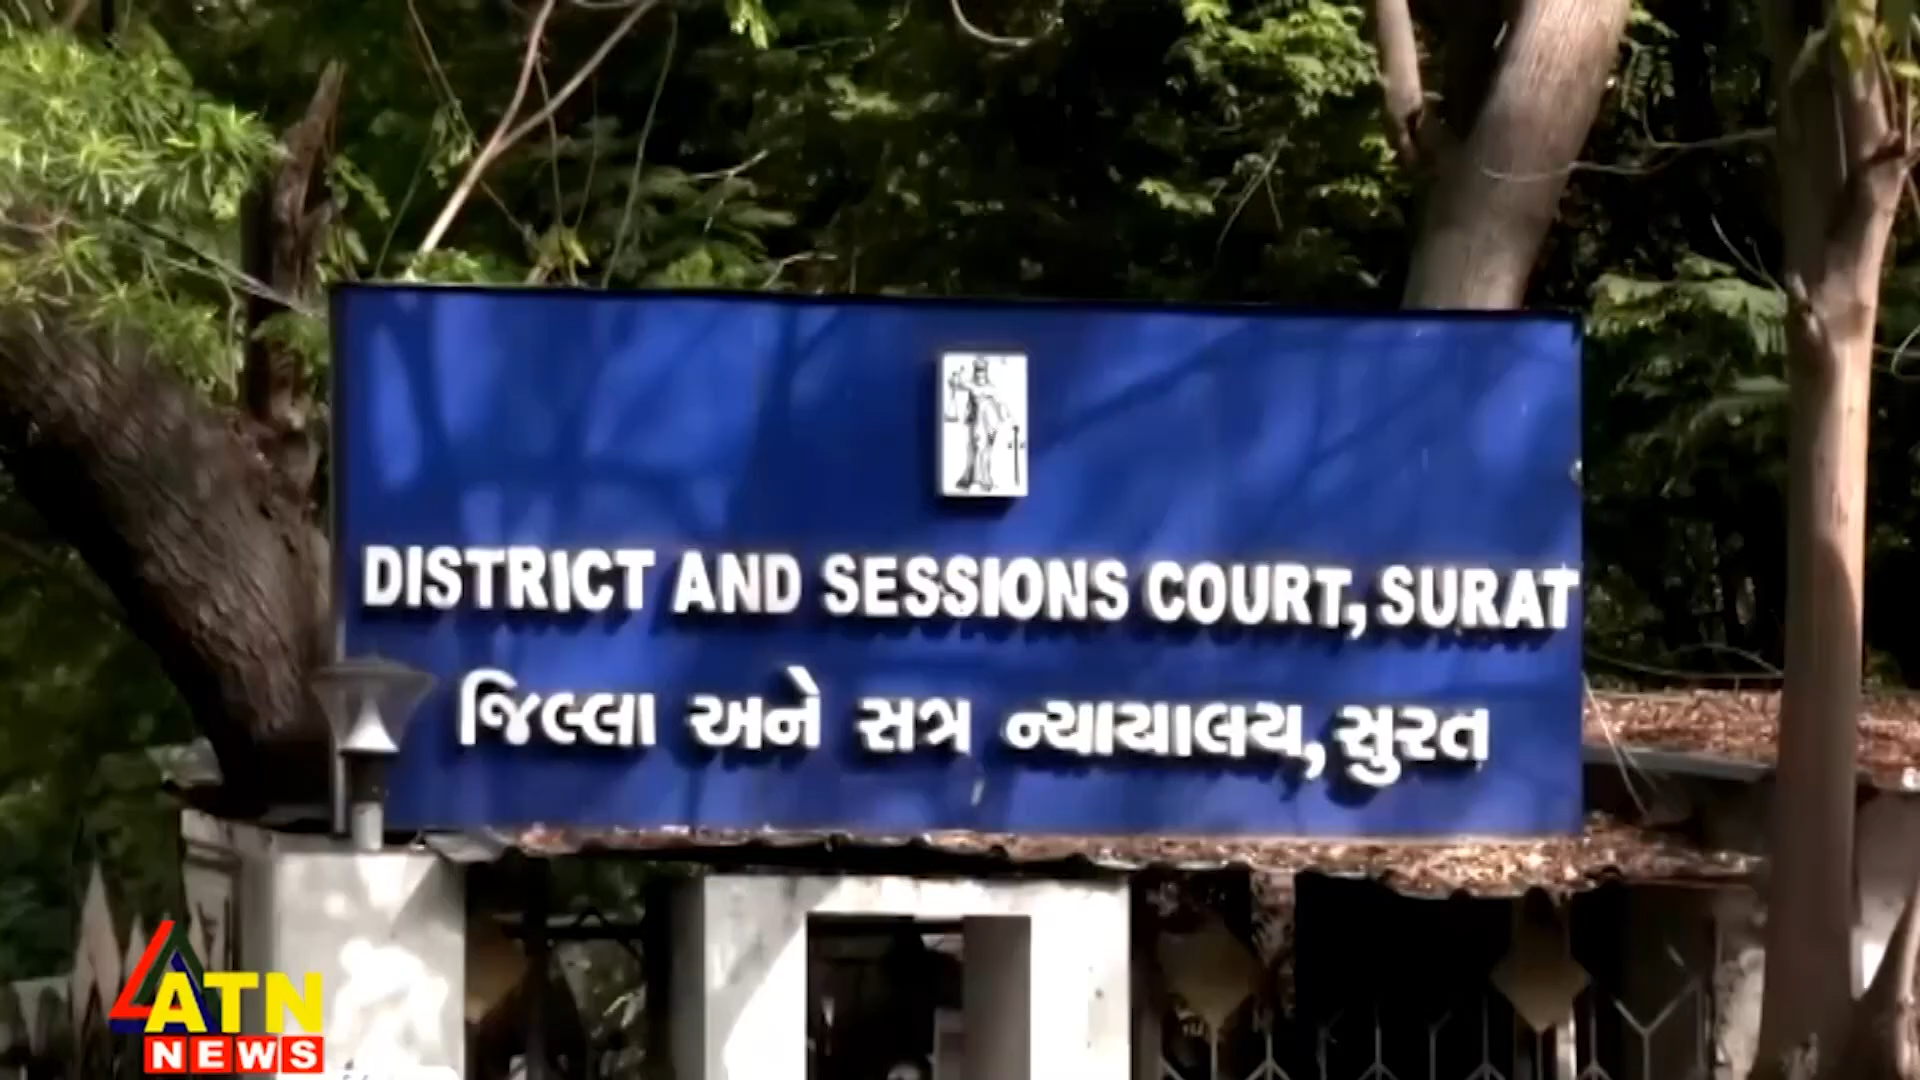 DISTRICT AND SESSIONS COURT, SURAT
જિલ્લા અને સત્ર ન્યાયાલય, સુરત
ATN
NEWS